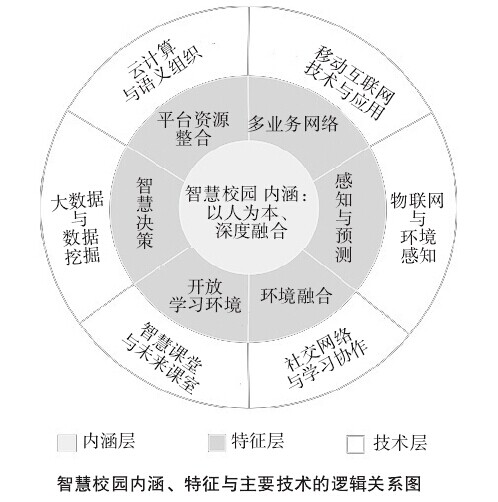 云计算
与语义组织
移动互联网
技术与应用
平台资源
整合
多业务网络
大数据
与
数据
挖掘
智慧决策
智慧校园 内涵：
以人为本、
深度融合
感知与预测
物联网
与
环境
感知
开放
学习环境
环境融合
智慧课堂
与未来课室
社交网络
与学习协作
内涵层
特征层
技术层
智慧校园内涵、特征与主要技术的逻辑关系图